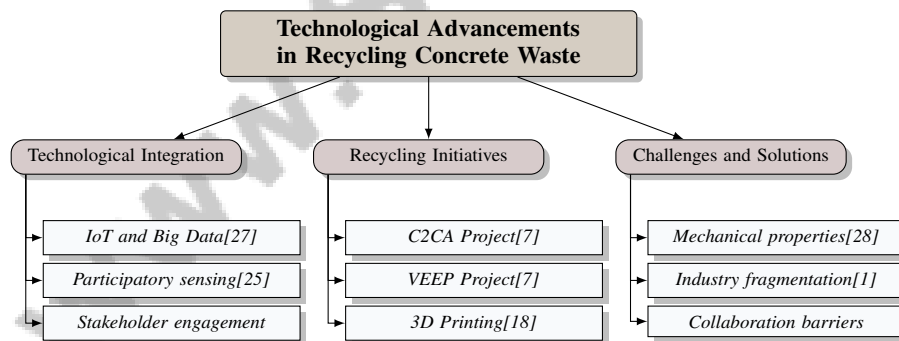 Technological Advancements
in Recycling Concrete Waste
Technological Integration
Recycling Initiatives
Challenges and Solutions
IoT and Big Data[27]
C2CA Project[7]
Mechanical properties[28]
Participatory sensing[25]
VEEP Project[7]
Industry fragmentation[1]
Stakeholder engagement
3D Printing[18]
Collaboration barriers
www.